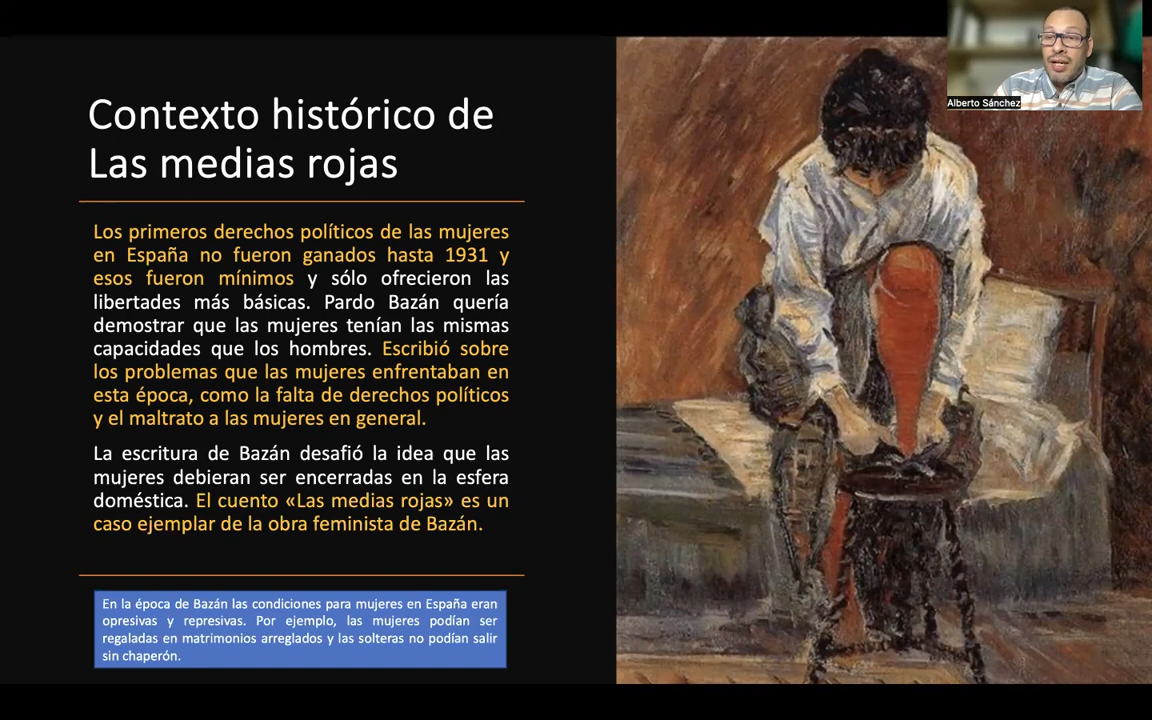 Alberto Sánchez
Contexto histórico de
Las medias rojas
Los primeros derechos políticos de las mujeres
en España no fueron ganados hasta 1931 y
esos fueron mínimos y sólo ofrecieron las
libertades más básicas. Pardo Bazán quería
demostrar que las mujeres tenían las mismas
capacidades que los hombres. Escribió sobre
los problemas que las mujeres enfrentaban en
esta época, como la falta de derechos políticos
y el maltrato a las mujeres en general.
La escritura de Bazán desafió la idea que las
mujeres debieran ser encerradas en la esfera
doméstica. El cuento «Las medias rojas» es un
caso ejemplar de la obra feminista de Bazán.
En la época de Bazán las condiciones para mujeres en España eran
opresivas y represivas. Por ejemplo, las mujeres podían ser
regaladas en matrimonios arreglados y las solteras no podían salir
sin chaperón.